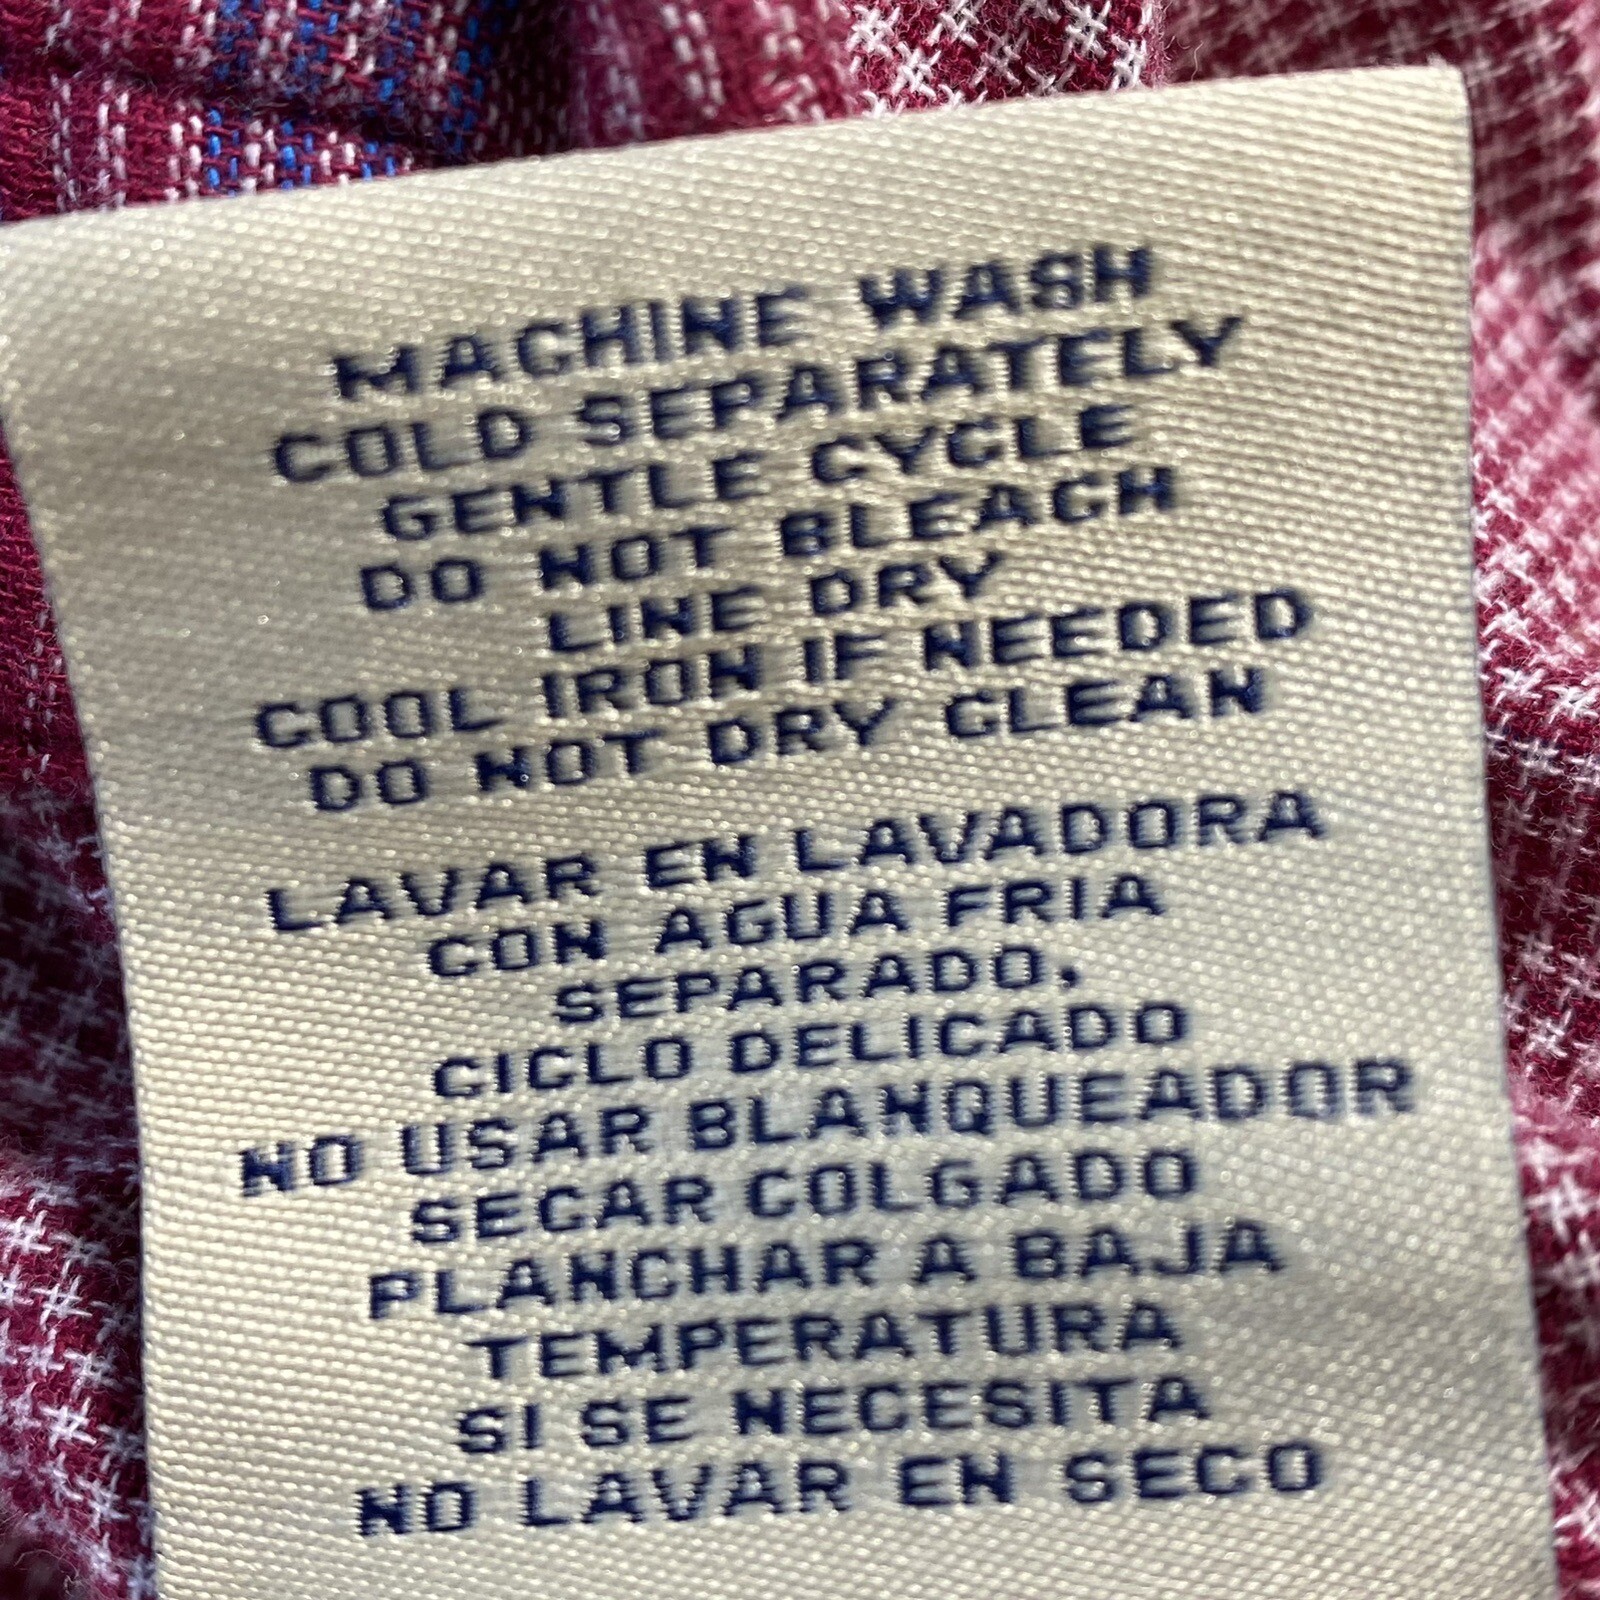 MACHINE WASH
COLD SEPARATELY
GENTLE CYCLE
DO NOT BLEACH
LINE DRY
COOL IRON IF NEEDED
DO NOT DRY CLEAN
LAVAR EN LAVADORA
CON AGUA FRIA
SEPARADO,
CICLO DELICADO
NO USAR BLANQUEADOR
SECAR COLGADO
PLANCHAR A BAJA
TEMPERATURA
SI SE NECESITA
NO LAVAR EN SECO